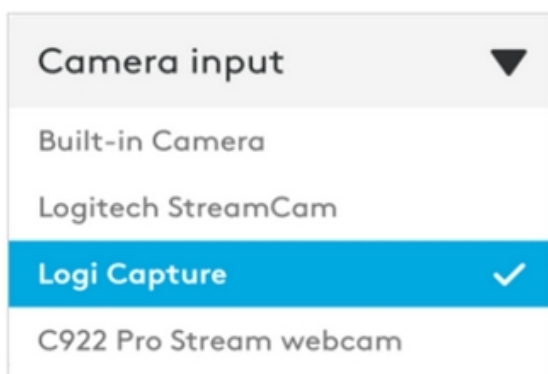 Camera input
Built-in Camera
Logitech StreamCam
Logi Capture
C922 Pro Stream webcam